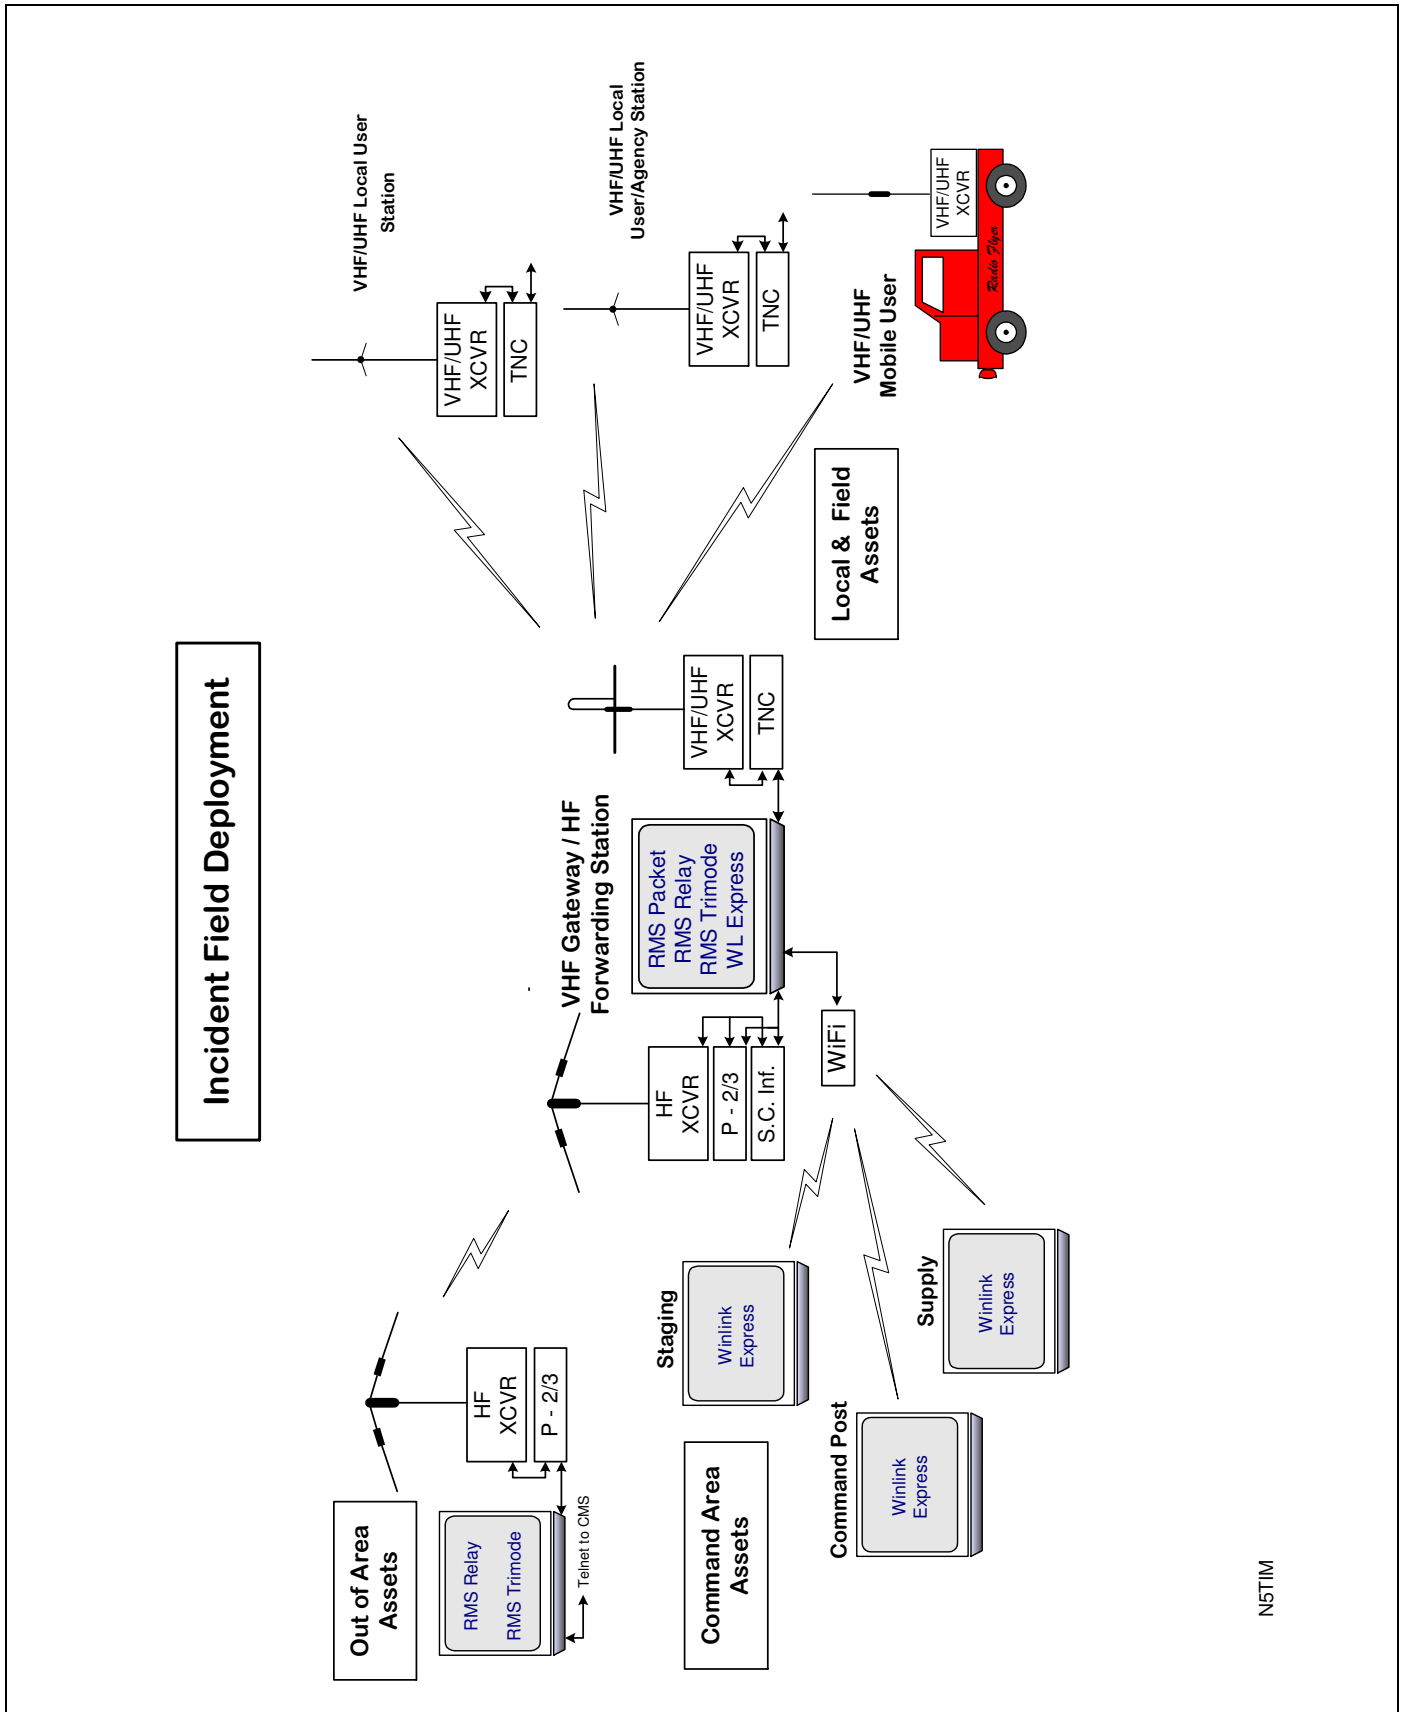 Incident Field Deployment
Out of Area
Assets
RMS Relay
RMS Trimode
Telnet to CMS
HF
XCVR
P - 2/3
VHF Gateway / HF
Forwarding Station
HF
XCVR
P - 2/3
S.C. Inf.
RMS Packet
RMS Relay
RMS Trimode
WL Express
WiFi
VHF/UHF
XCVR
TNC
VHF/UHF Local User
Station
VHF/UHF
XCVR
TNC
VHF/UHF Local
User/Agency Station
VHF/UHF
XCVR
TNC
VHF/UHF
Mobile User
VHF/UHF
XCVR
Radio Flyer
Local & Field
Assets
Command Area
Assets
Staging
Winlink
Express
Command Post
Winlink
Express
Supply
Winlink
Express
N5TIM